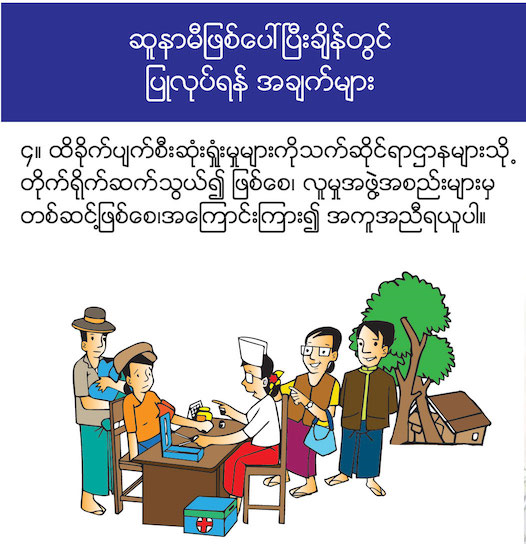 ဆူနာမီဖြစ်ပေါ်ပြီးချိန်တွင်
ပြုလုပ်ရန် အချက်များ
၄။ ထိခိုက်ပျက်စီးဆုံးရှုံးမှုများကိုသက်ဆိုင်ရာဌာနများသို့
တိုက်ရိုက်ဆက်သွယ်၍ ဖြစ်စေ၊ လူမှုအဖွဲ့အစည်းများမှ
တစ်ဆင့်ဖြစ်စေ၊အကြောင်းကြား၍ အကူအညီရယူပါ။